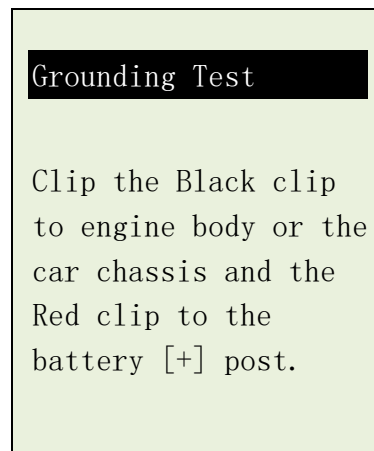 Grounding Test
Clip the Black clip
to engine body or the
car chassis and the
Red clip to the
battery [+] post.